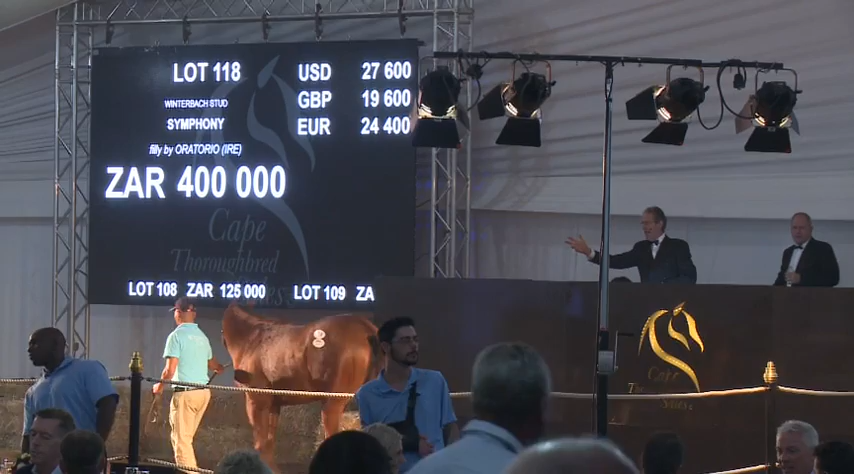 LOT 118
USD 27 600
WINTERBACH STUD
GBP 19 600
SYMPHONY
EUR 24 400
filly by ORATORIO (IRE)
ZAR 400 000
Cape
Thoroughbred
LOT 108 ZAR 125 000 LOT 109 ZA
Cape